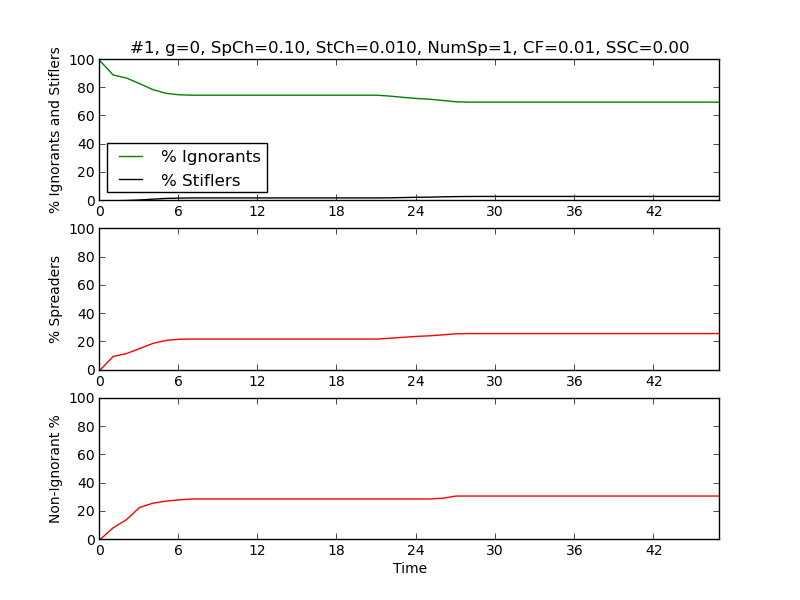 #1, g=0, SpCh=0.10, StCh=0.010, NumSp=1, CF=0.01, SSC=0.00
% Ignorants and Stiflers
100
80
60
40
20
0
% Ignorants
% Stiflers
0 6 12 18 24 30 36 42
% Spreaders
100
80
60
40
20
0
0 6 12 18 24 30 36 42
Non-Ignorant %
100
80
60
40
20
0
0 6 12 18 24 30 36 42
Time